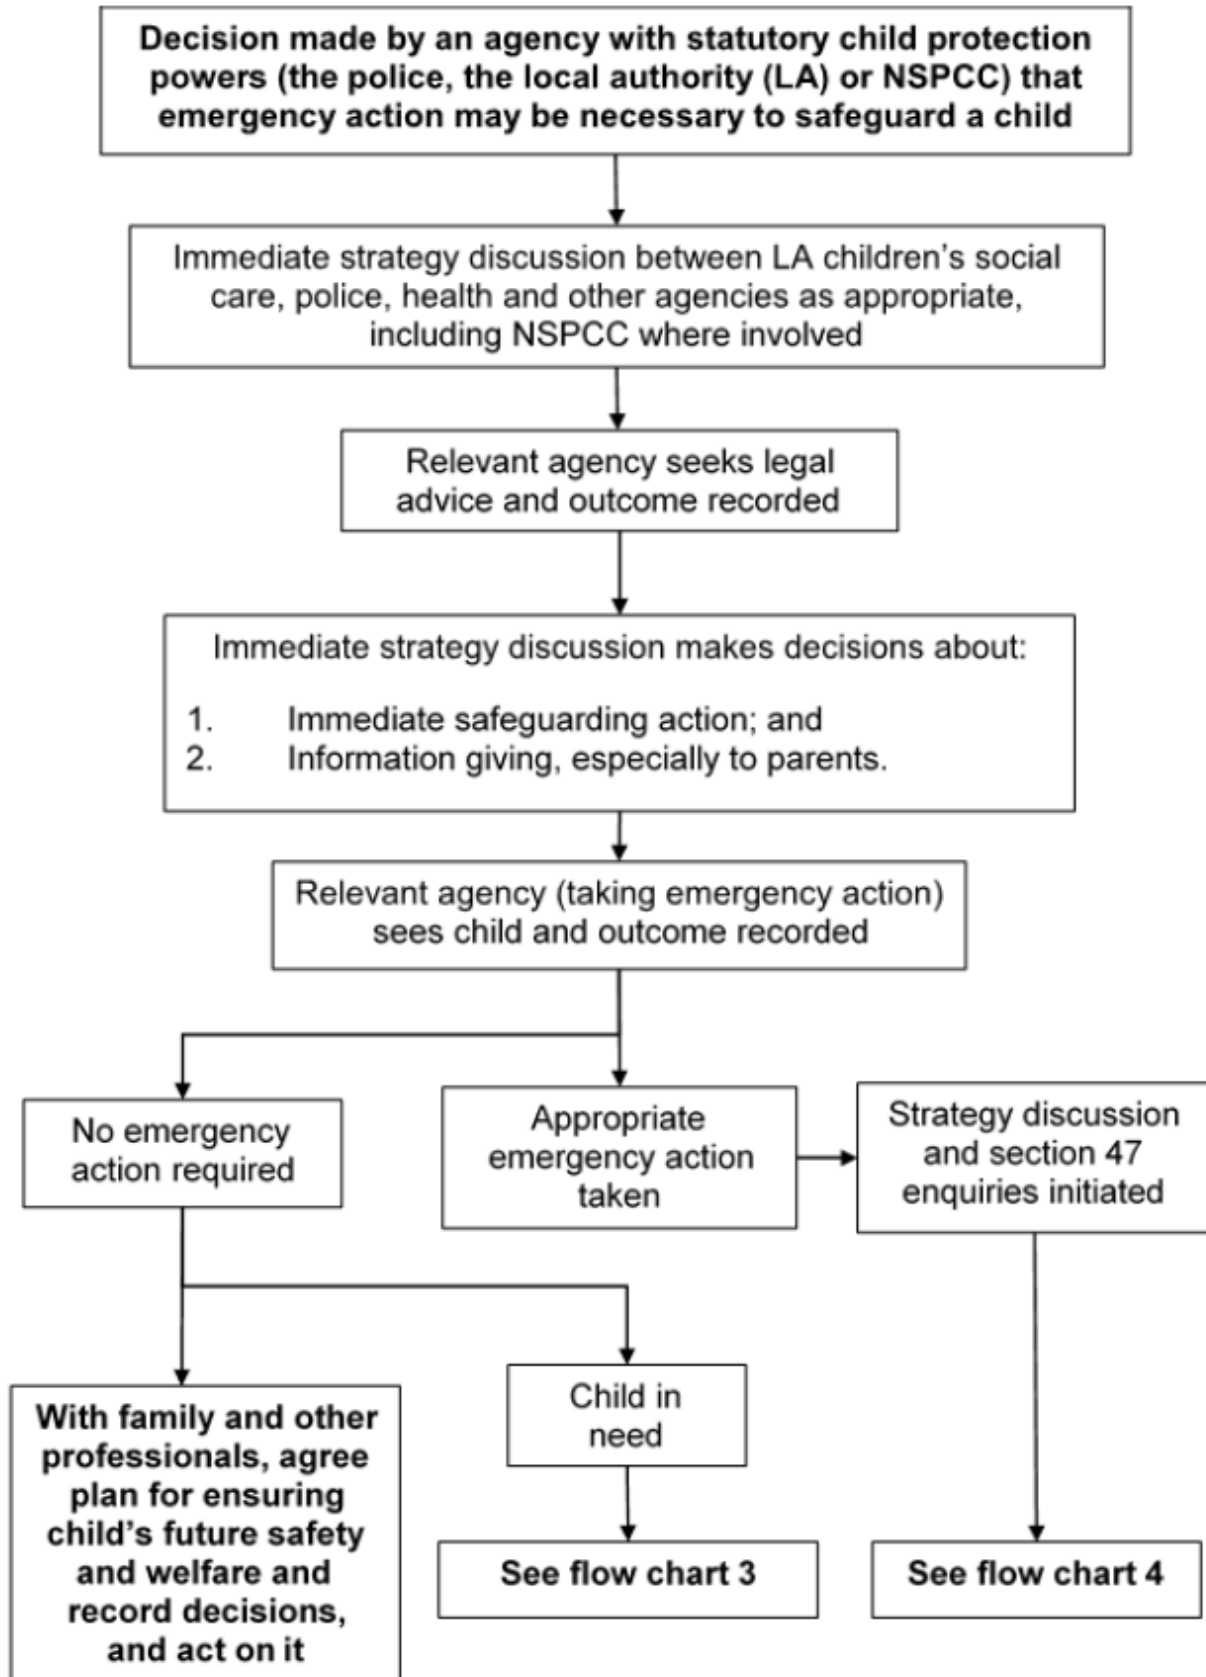 Decision made by an agency with statutory child protection
powers (the police, the local authority (LA) or NSPCC) that
emergency action may be necessary to safeguard a child
Immediate strategy discussion between LA children's social
care, police, health and other agencies as appropriate,
including NSPCC where involved
Relevant agency seeks legal
advice and outcome recorded
Immediate strategy discussion makes decisions about:
1. Immediate safeguarding action; and
2. Information giving, especially to parents.
Relevant agency (taking emergency action)
sees child and outcome recorded
No emergency
action required
Appropriate
emergency action
taken
Strategy discussion
and section 47
enquiries initiated
With family and other
professionals, agree
plan for ensuring
child's future safety
and welfare and
record decisions,
and act on it
Child in
need
See flow chart 3
See flow chart 4